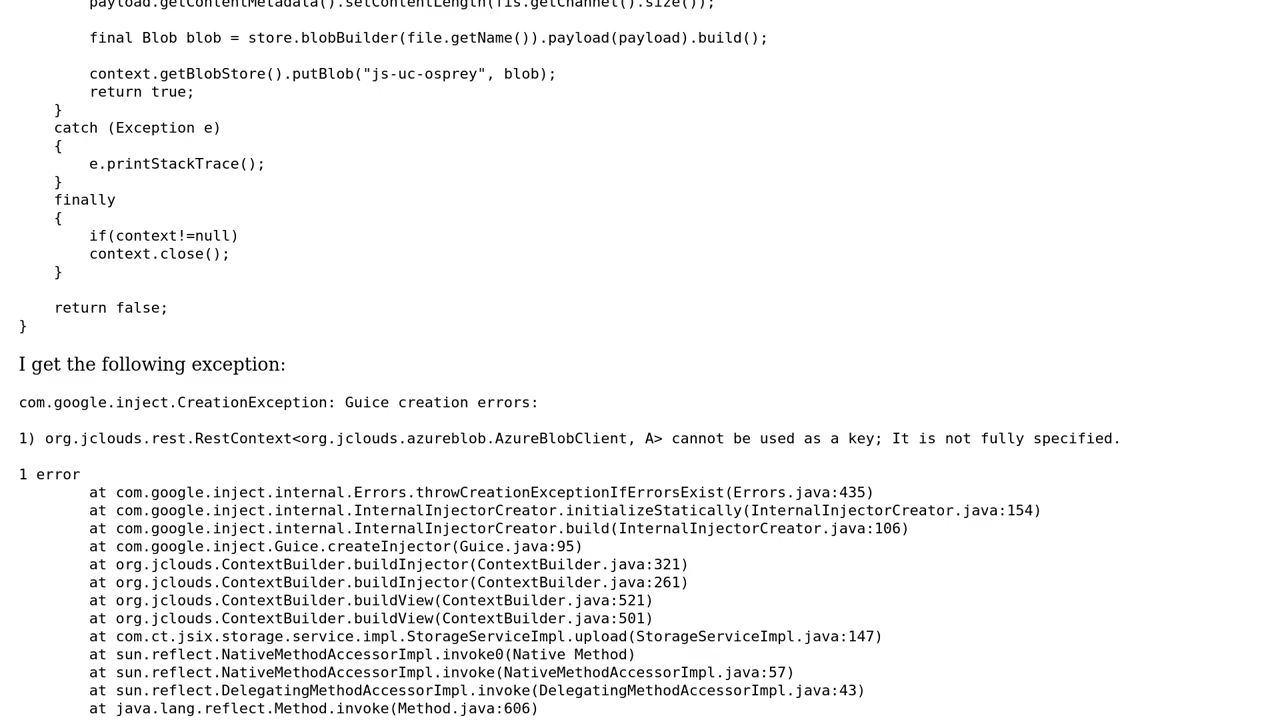 payload.getContentMetadata().setContentLength(fis.getChannel().size());
final Blob blob = store.blobBuilder(file.getName()).payload(payload).build();
context.getBlobStore().putBlob("js-uc-osprey", blob);
return true;
}
catch (Exception e)
{
e.printStackTrace();
}
finally
{
if(context!=null)
context.close();
}
return false;
}
I get the following exception:
com.google.inject.CreationException: Guice creation errors:
1) org.jclouds.rest.RestContext<org.jclouds.azureblob.AzureBlobClient, A> cannot be used as a key; It is not fully specified.
1 error
at com.google.inject.internal.Errors.throwCreationExceptionIfErrorsExist(Errors.java:435)
at com.google.inject.internal.InternalInjectorCreator.initializeStatically(InternalInjectorCreator.java:154)
at com.google.inject.internal.InternalInjectorCreator.build(InternalInjectorCreator.java:106)
at com.google.inject.Guice.createInjector(Guice.java:95)
at org.jclouds.ContextBuilder.buildInjector(ContextBuilder.java:321)
at org.jclouds.ContextBuilder.buildInjector(ContextBuilder.java:261)
at org.jclouds.ContextBuilder.buildView(ContextBuilder.java:521)
at org.jclouds.ContextBuilder.buildView(ContextBuilder.java:501)
at com.ct.jsix.storage.service.impl.StorageServiceImpl.upload(StorageServiceImpl.java:147)
at sun.reflect.NativeMethodAccessorImpl.invoke0(Native Method)
at sun.reflect.NativeMethodAccessorImpl.invoke(NativeMethodAccessorImpl.java:57)
at sun.reflect.DelegatingMethodAccessorImpl.invoke(DelegatingMethodAccessorImpl.java:43)
at java.lang.reflect.Method.invoke(Method.java:606)